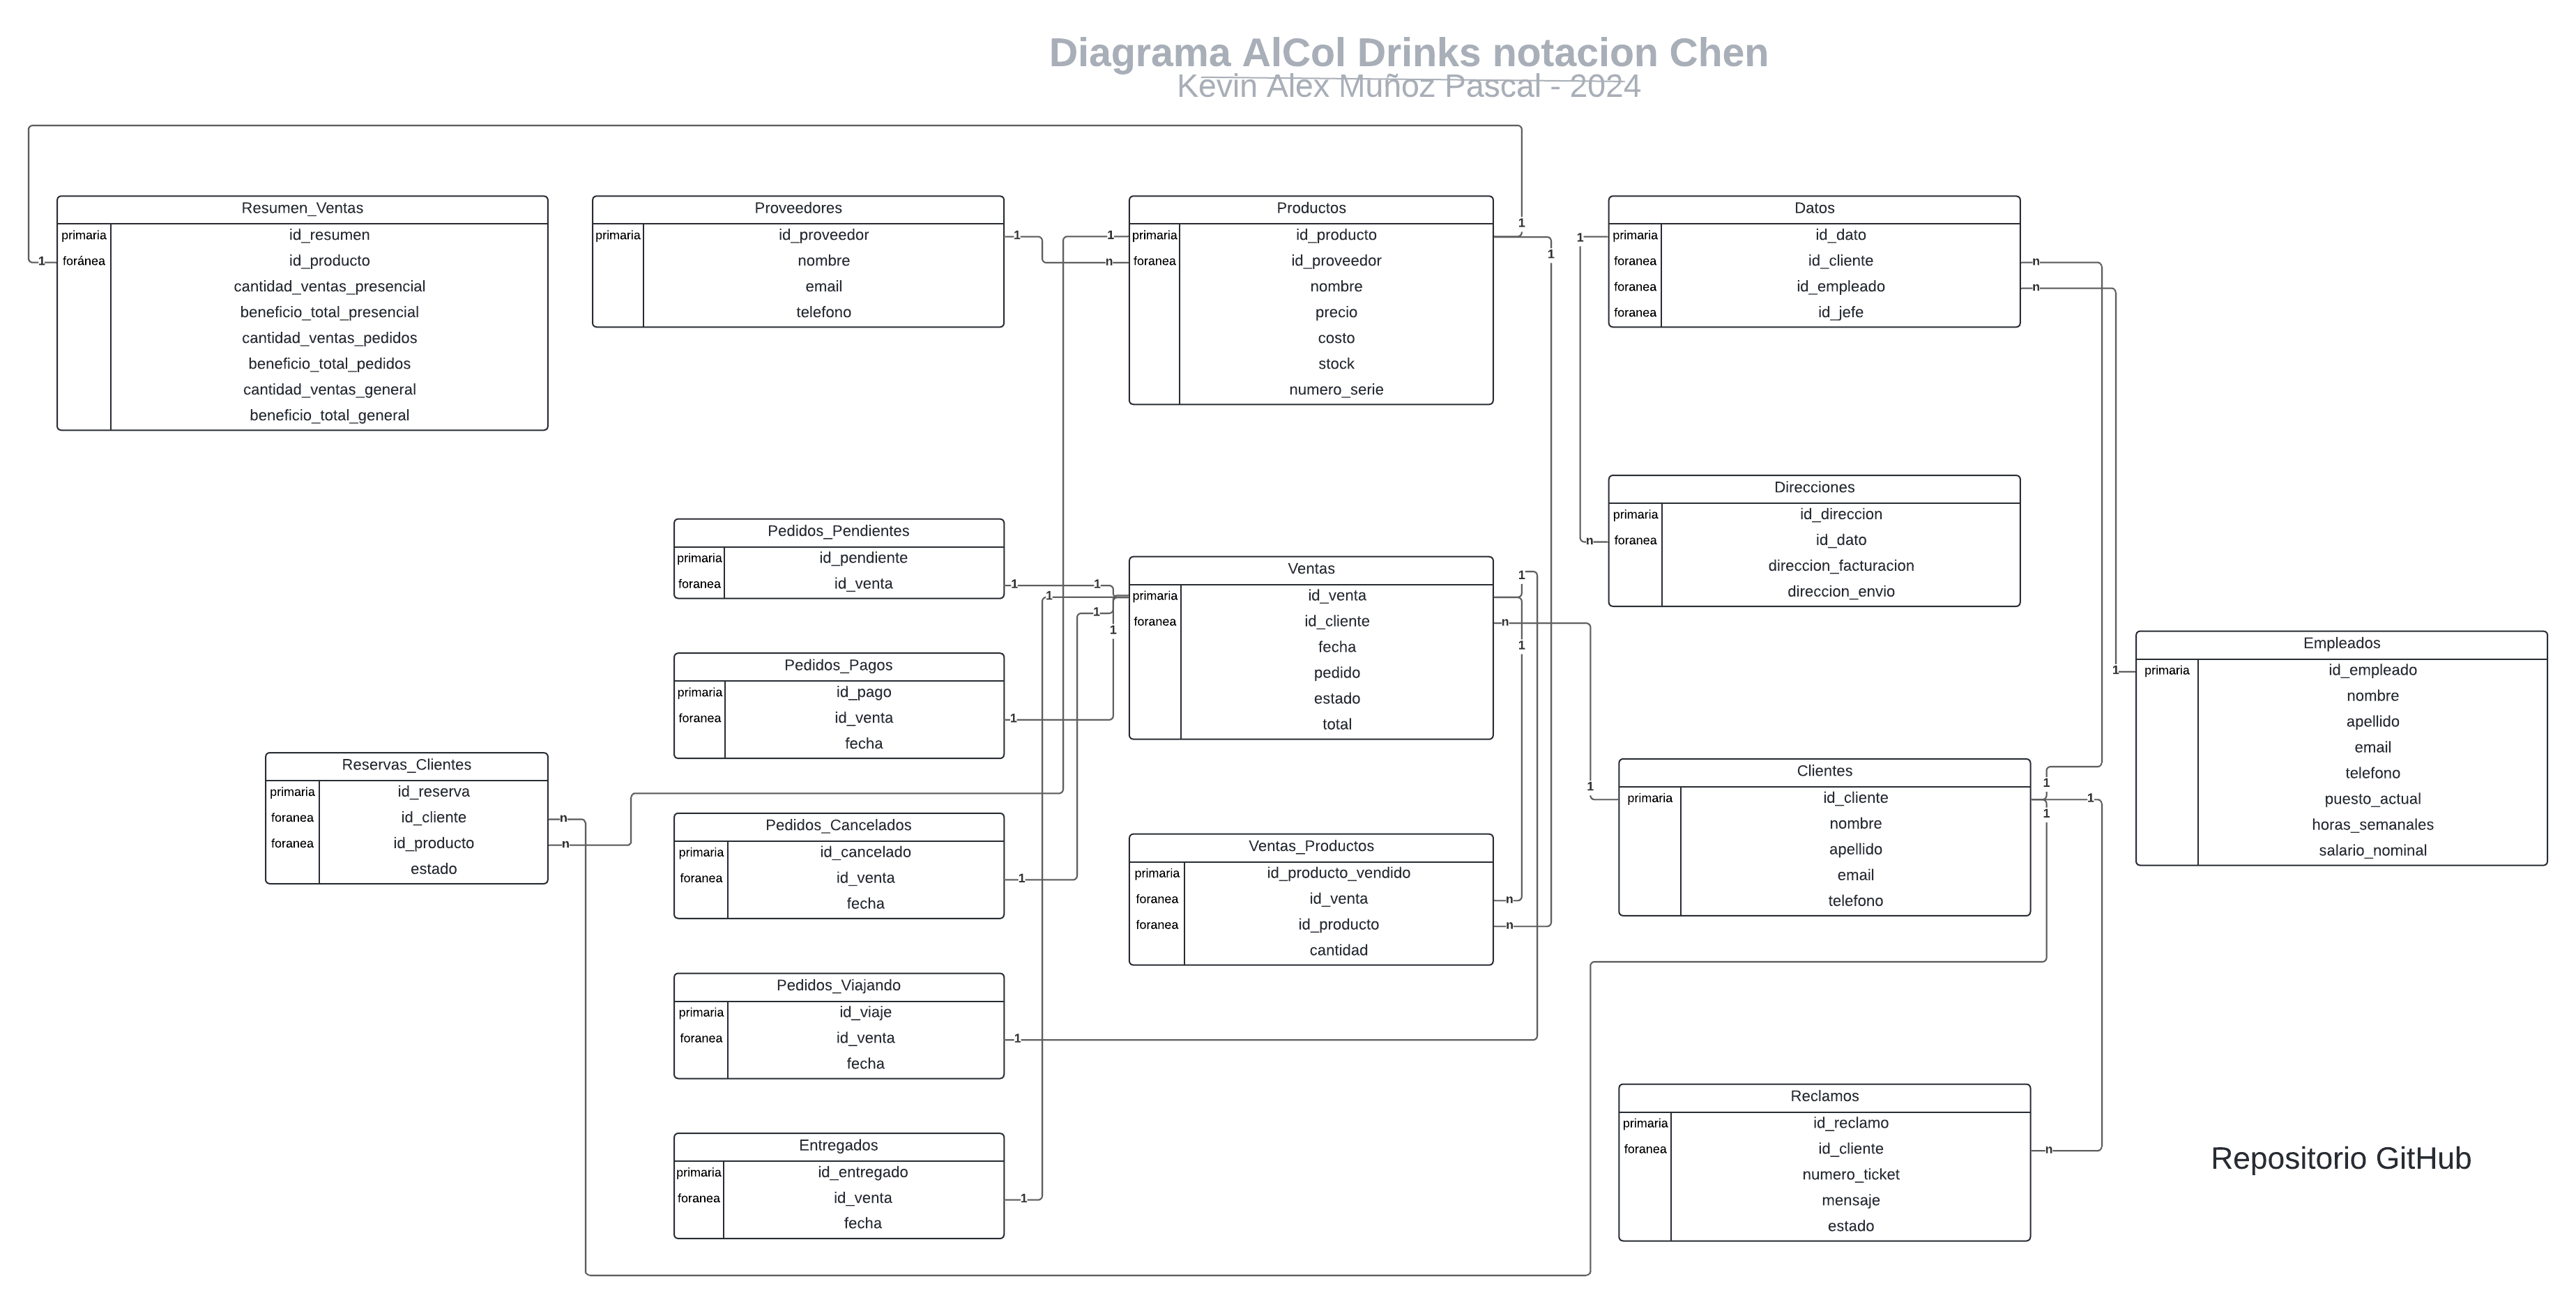 Diagrama AlCol Drinks notacion Chen
Kevin Alex Muñoz Pascal - 2024
Resumen_Ventas
primaria id_resumen
foránea id_producto
cantidad_ventas_presencial
beneficio_total_presencial
cantidad_ventas_pedidos
beneficio_total_pedidos
cantidad_ventas_general
beneficio_total_general
1
Proveedores
primaria id_proveedor
nombre
email
telefono
1
Productos
1 primaria id_producto
n foranea id_proveedor
nombre
precio
costo
stock
numero_serie
1
1
Datos
1 primaria id_dato
foranea id_cliente n
foranea id_empleado n
foranea id_jefe
Direcciones
primaria id_direccion
n foranea id_dato
direccion_facturacion
direccion_envio
Pedidos_Pendientes
primaria id_pendiente
foranea id_venta 1
1
1
1
1
Ventas
primaria id_venta
foranea id_cliente n
fecha
pedido
estado
total
1
1
Pedidos_Pagos
primaria id_pago
foranea id_venta 1
fecha
Empleados
1 primaria id_empleado
nombre
apellido
email
telefono
puesto_actual
horas_semanales
salario_nominal
Reservas_Clientes
primaria id_reserva
foranea id_cliente n
foranea id_producto n
estado
Clientes
1 primaria id_cliente 1
nombre
apellido
email
telefono
1
1
Pedidos_Cancelados
primaria id_cancelado
foranea id_venta 1
fecha
Ventas_Productos
primaria id_producto_vendido
foranea id_venta n
foranea id_producto n
cantidad
Pedidos_Viajando
primaria id_viaje
foranea id_venta 1
fecha
Reclamos
primaria id_reclamo
foranea id_cliente n
numero_ticket
mensaje
estado
Entregados
primaria id_entregado
foranea id_venta 1
fecha
Repositorio GitHub